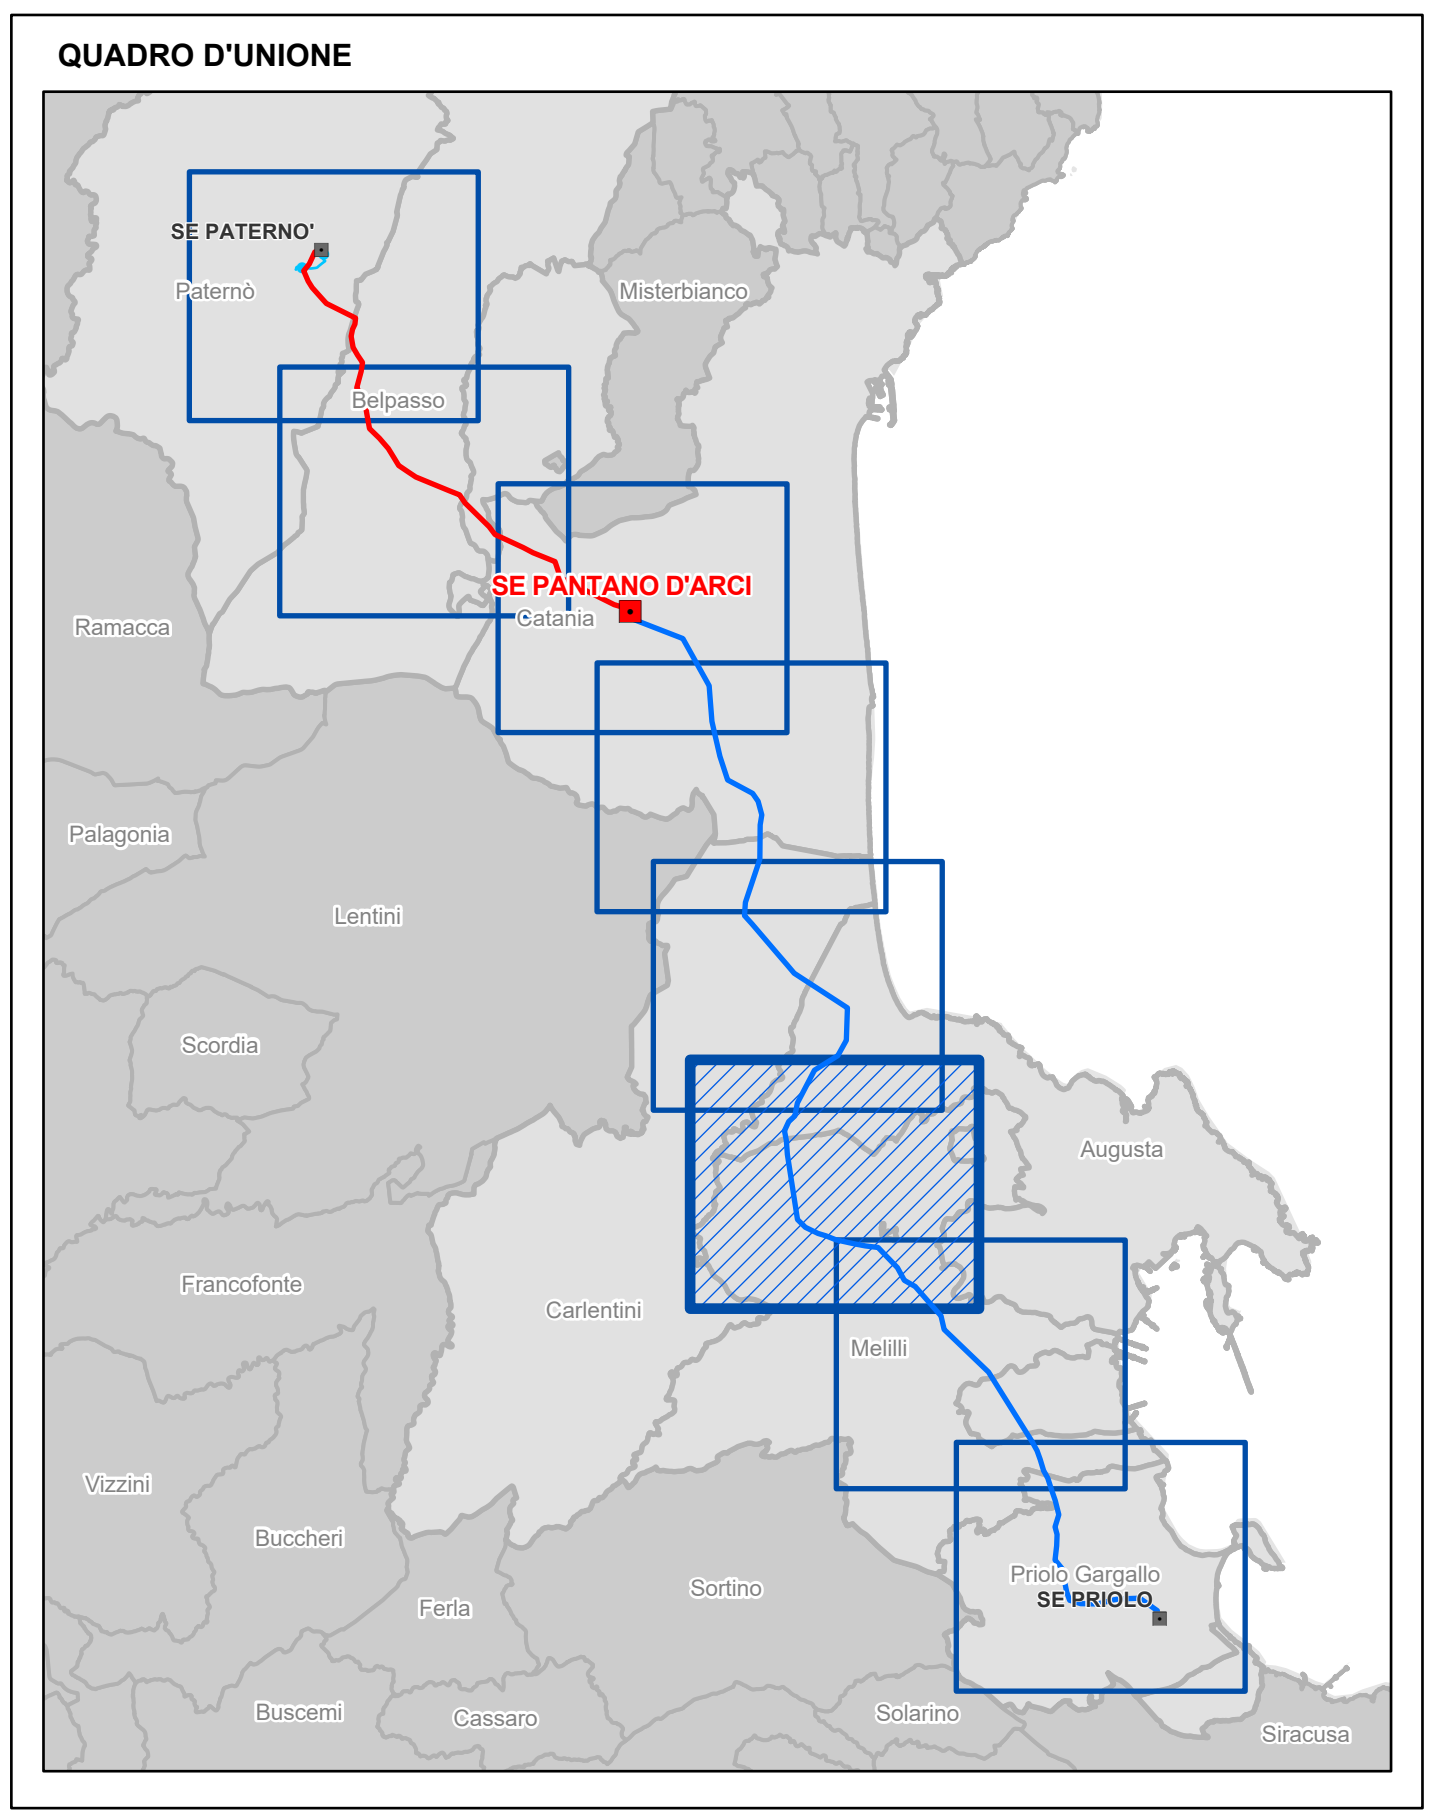 QUADRO D'UNIONE
SE PATERNO'
Paternò
Misterbianco
Belpasso
SE PANTANO D'ARCI
Catania
Ramacca
Palagonia
Lentini
Scordia
Augusta
Francofonte
Carlentini
Melilli
Vizzini
Buccheri
Priolo Gargallo
SE PRIOLO
Sortino
Ferla
Buscemi
Cassaro
Solarino
Siracusa